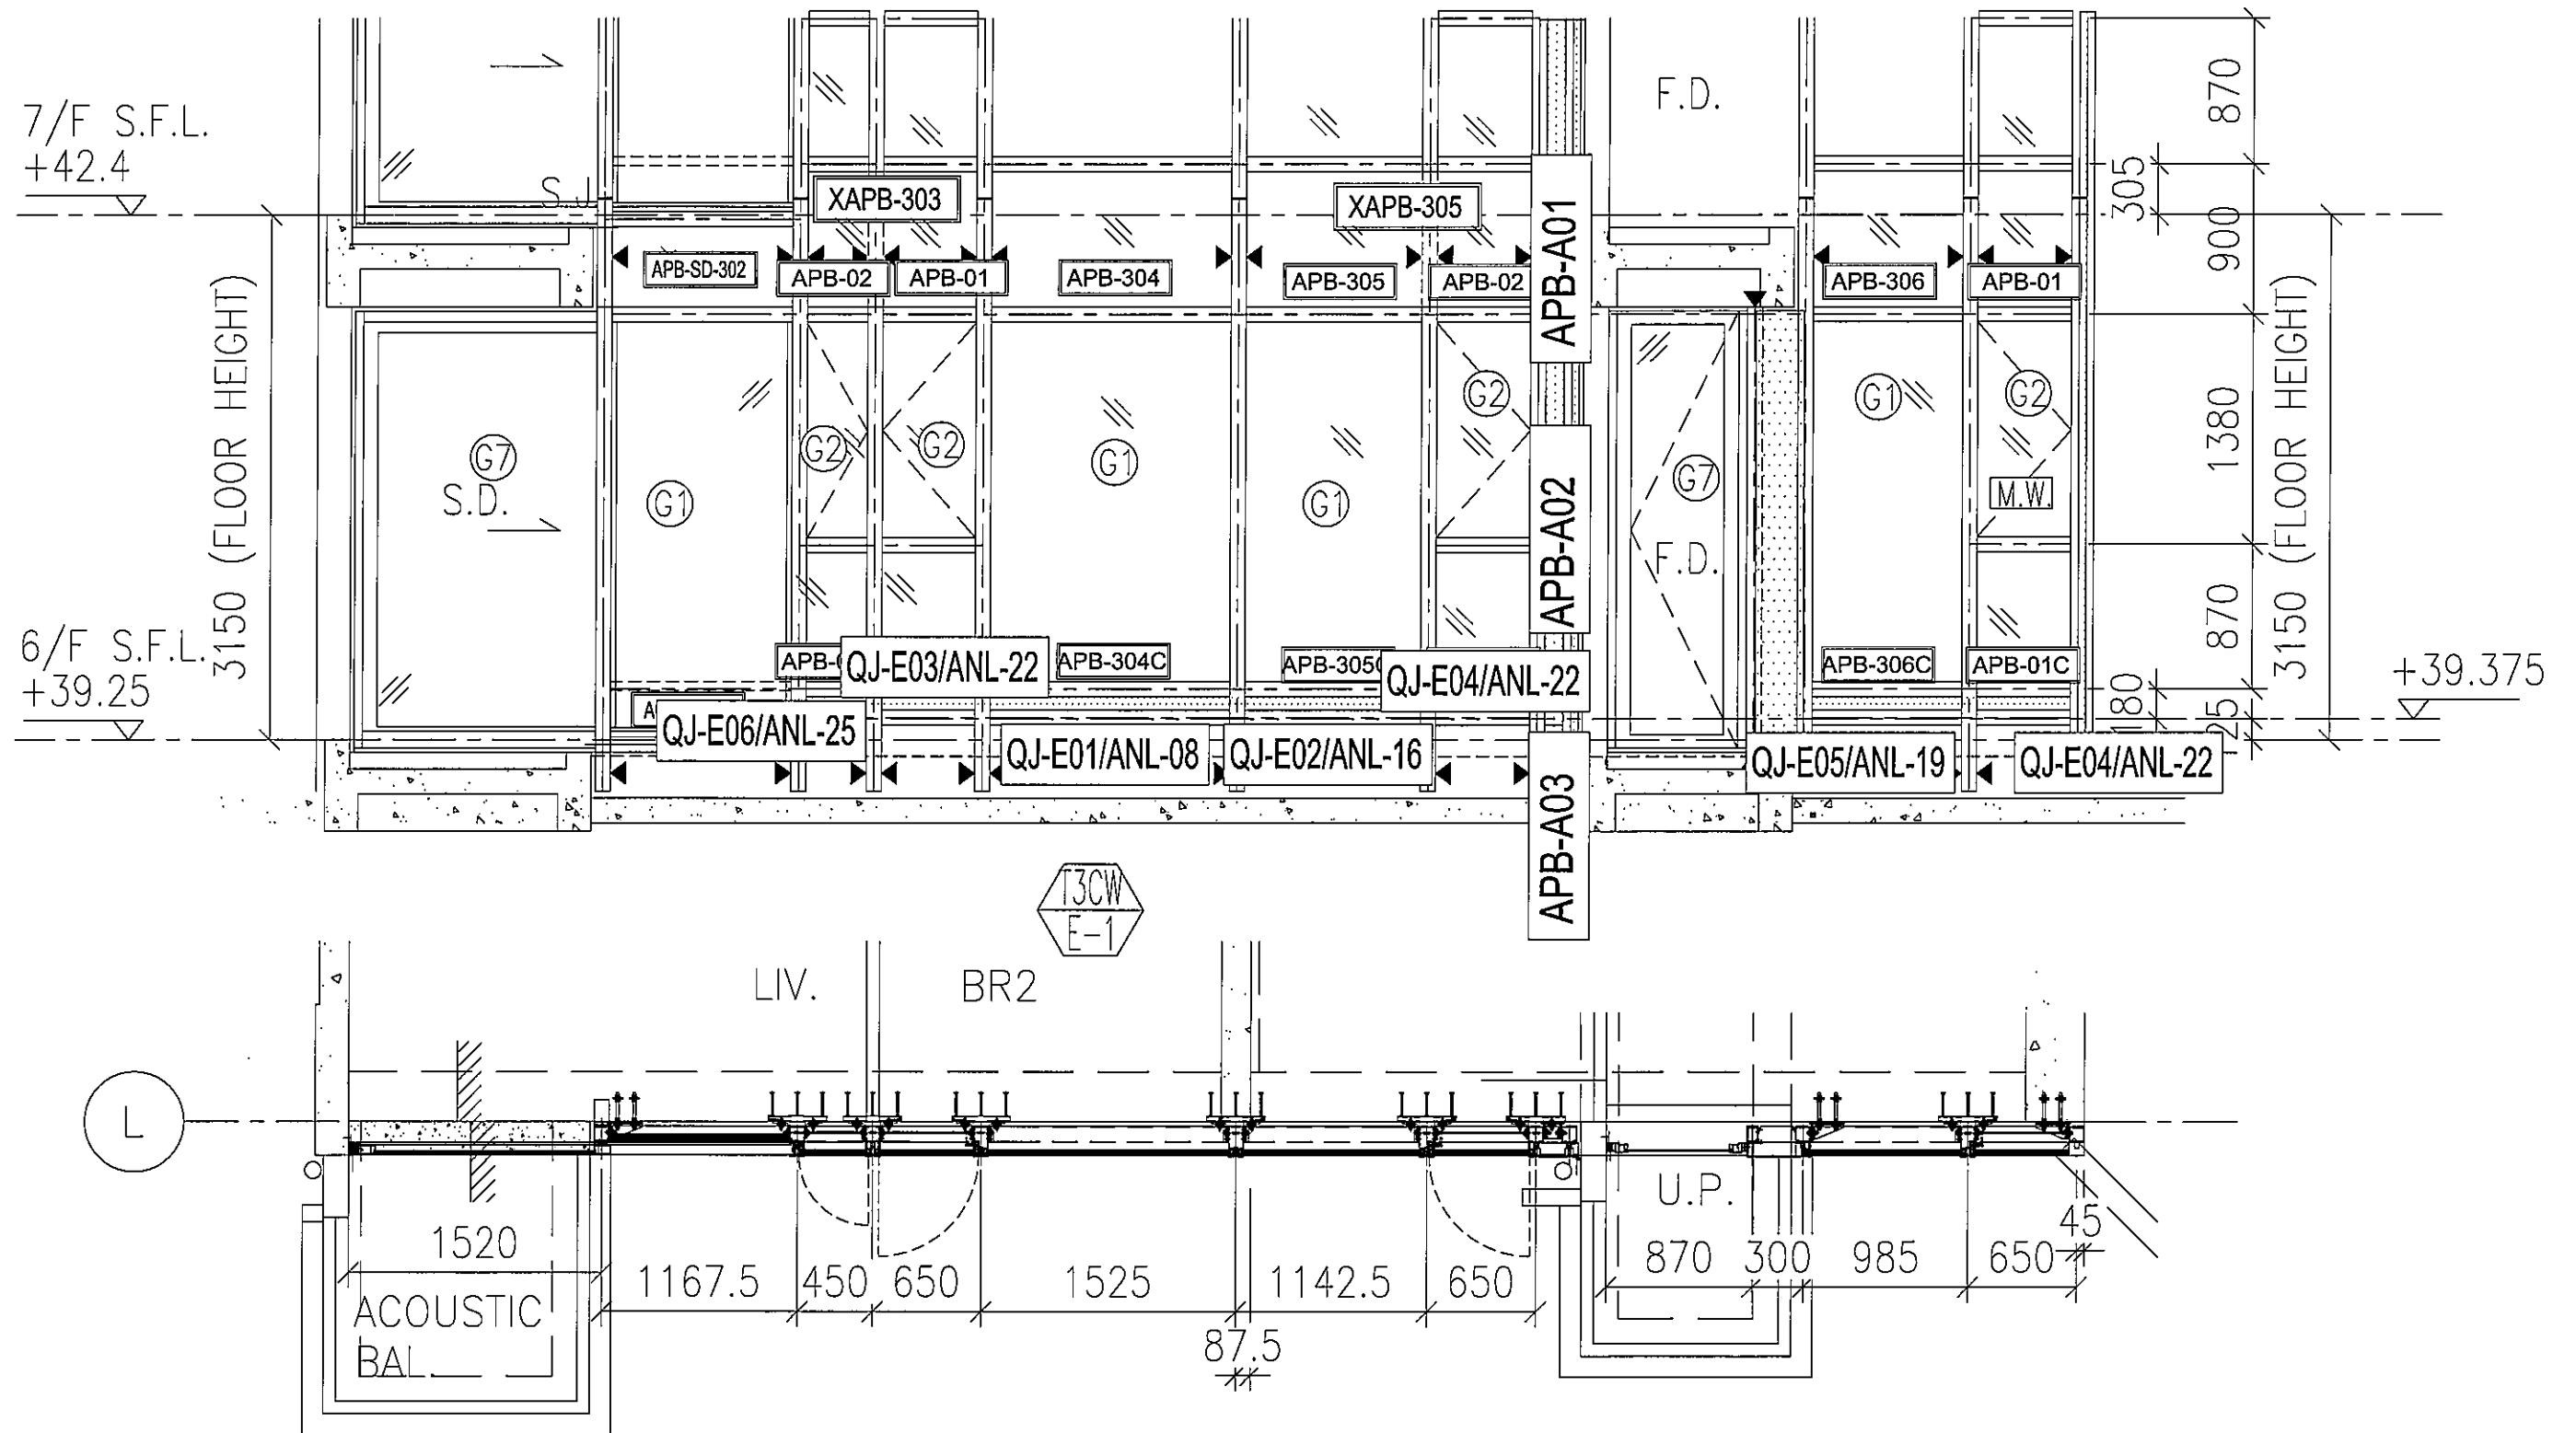 7/F S.F.L.
+42.4
F.D.
870
305
900
XAPB-303
XAPB-305
APB-SD-302
APB-02
APB-01
APB-304
APB-305
APB-02
APB-A01
APB-306
APB-01
3150 (FLOOR HEIGHT)
G7
S.D.
G1
G2
G2
G1
G1
G2
APB-A02
G7
F.D.
G1
G2
M.W.
1380
3150 (FLOOR HEIGHT)
6/F S.F.L.
+39.25
QJ-E03/ANL-22
APB-304C
QJ-E04/ANL-22
APB-306C
APB-01C
870
180
+39.375
QJ-E06/ANL-25
QJ-E01/ANL-08
QJ-E02/ANL-16
APB-A03
QJ-E05/ANL-19
QJ-E04/ANL-22
T3CW
E-1
LIV.
BR2
L
U.P.
1520
1167.5
450
650
1525
1142.5
650
870
300
985
650
45
87.5
ACOUSTIC
BAL.